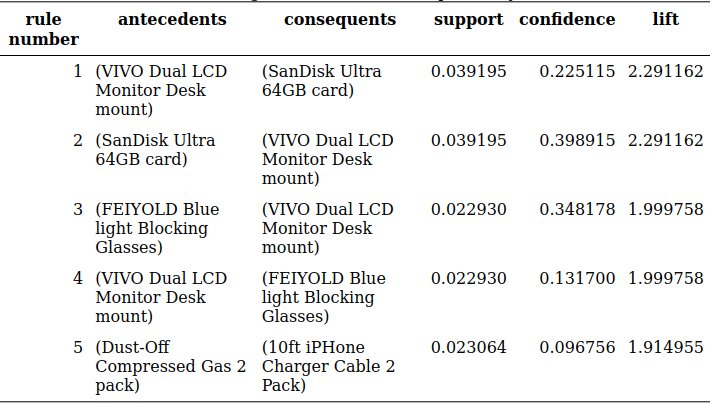 rule number antecedents consequents support confidence lift
1 (VIVO Dual LCD Monitor Desk mount) (SanDisk Ultra 64GB card) 0.039195 0.225115 2.291162
2 (SanDisk Ultra 64GB card) (VIVO Dual LCD Monitor Desk mount) 0.039195 0.398915 2.291162
3 (FEIYOLD Blue light Blocking Glasses) (VIVO Dual LCD Monitor Desk mount) 0.022930 0.348178 1.999758
4 (VIVO Dual LCD Monitor Desk mount) (FEIYOLD Blue light Blocking Glasses) 0.022930 0.131700 1.999758
5 (Dust-Off Compressed Gas 2 pack) (10ft iPHone Charger Cable 2 Pack) 0.023064 0.096756 1.914955